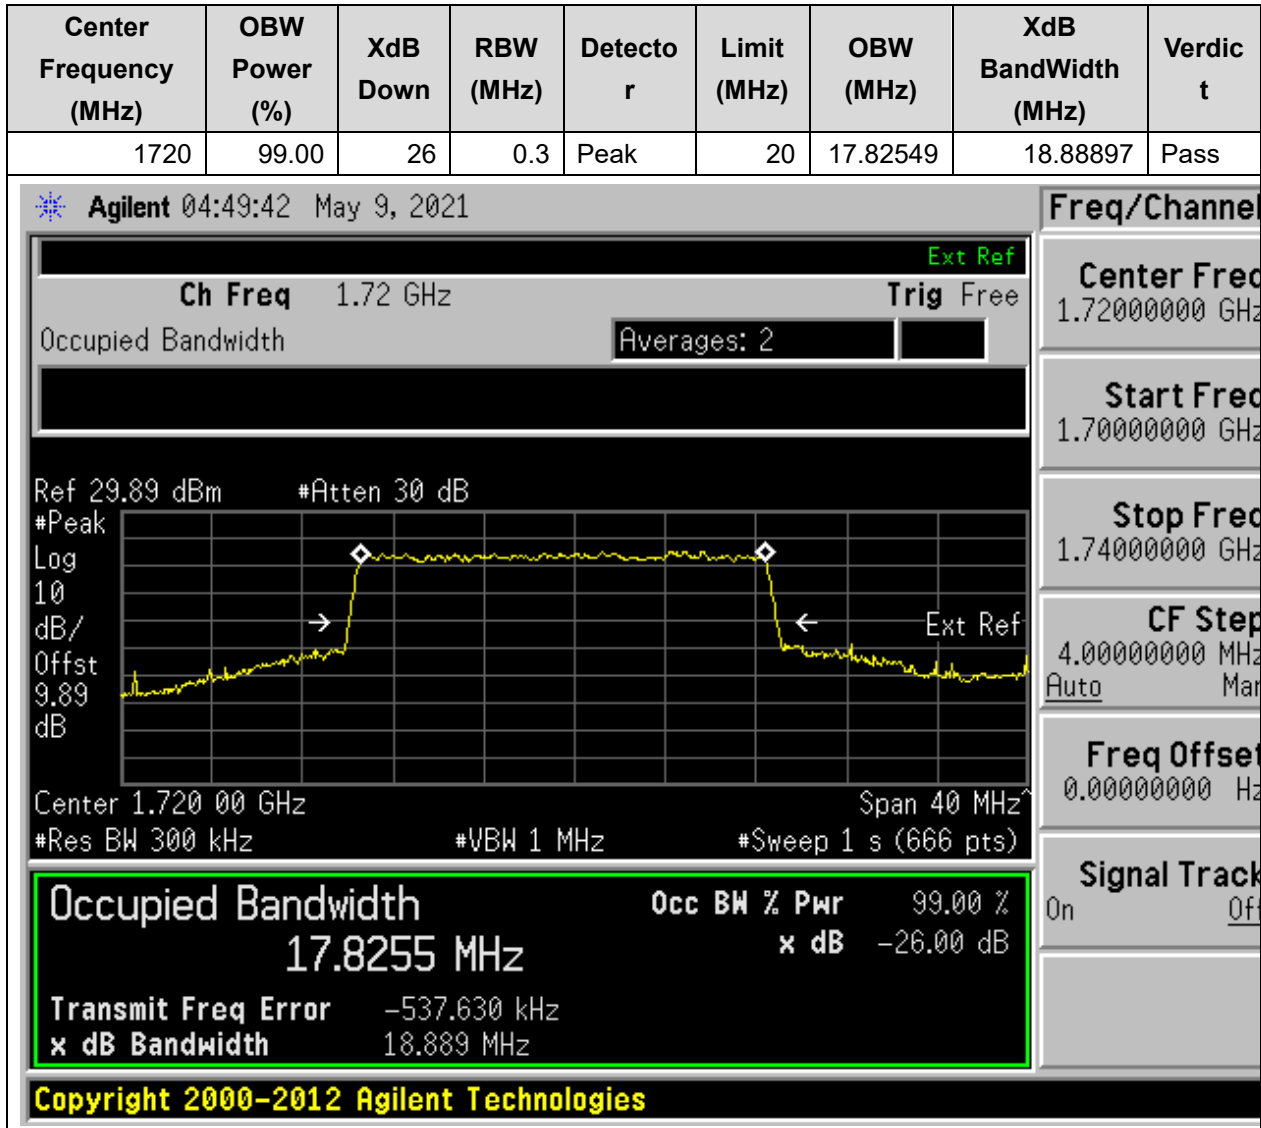 Center Frequency (MHz) OBW Power (%) XdB Down RBW (MHz) Detecto r Limit (MHz) OBW (MHz) XdB BandWidth (MHz) Verdic t
1720 99.00 26 0.3 Peak 20 17.82549 18.88897 Pass
Agilent 04:49:42 May 9, 2021 Freq/Channel
Ext Ref
Ch Freq 1.72 GHz Trig Free
Occupied Bandwidth Averages: 2
Center Freq
1.72000000 GHz
Start Freq
1.70000000 GHz
Stop Freq
1.74000000 GHz
CF Step
4.00000000 MHz
Auto Man
Freq Offset
0.00000000 Hz
Signal Track
On Off
Ref 29.89 dBm #Atten 30 dB
#Peak
Log
10
dB/
Offst
9.89
dB
Ext Ref
Center 1.720 00 GHz Span 40 MHz^
#Res BW 300 kHz #VBW 1 MHz #Sweep 1 s (666 pts)
Occupied Bandwidth
17.8255 MHz
Occ BW % Pwr 99.00 %
x dB -26.00 dB
Transmit Freq Error -537.630 kHz
x dB Bandwidth 18.889 MHz
Copyright 2000-2012 Agilent Technologies